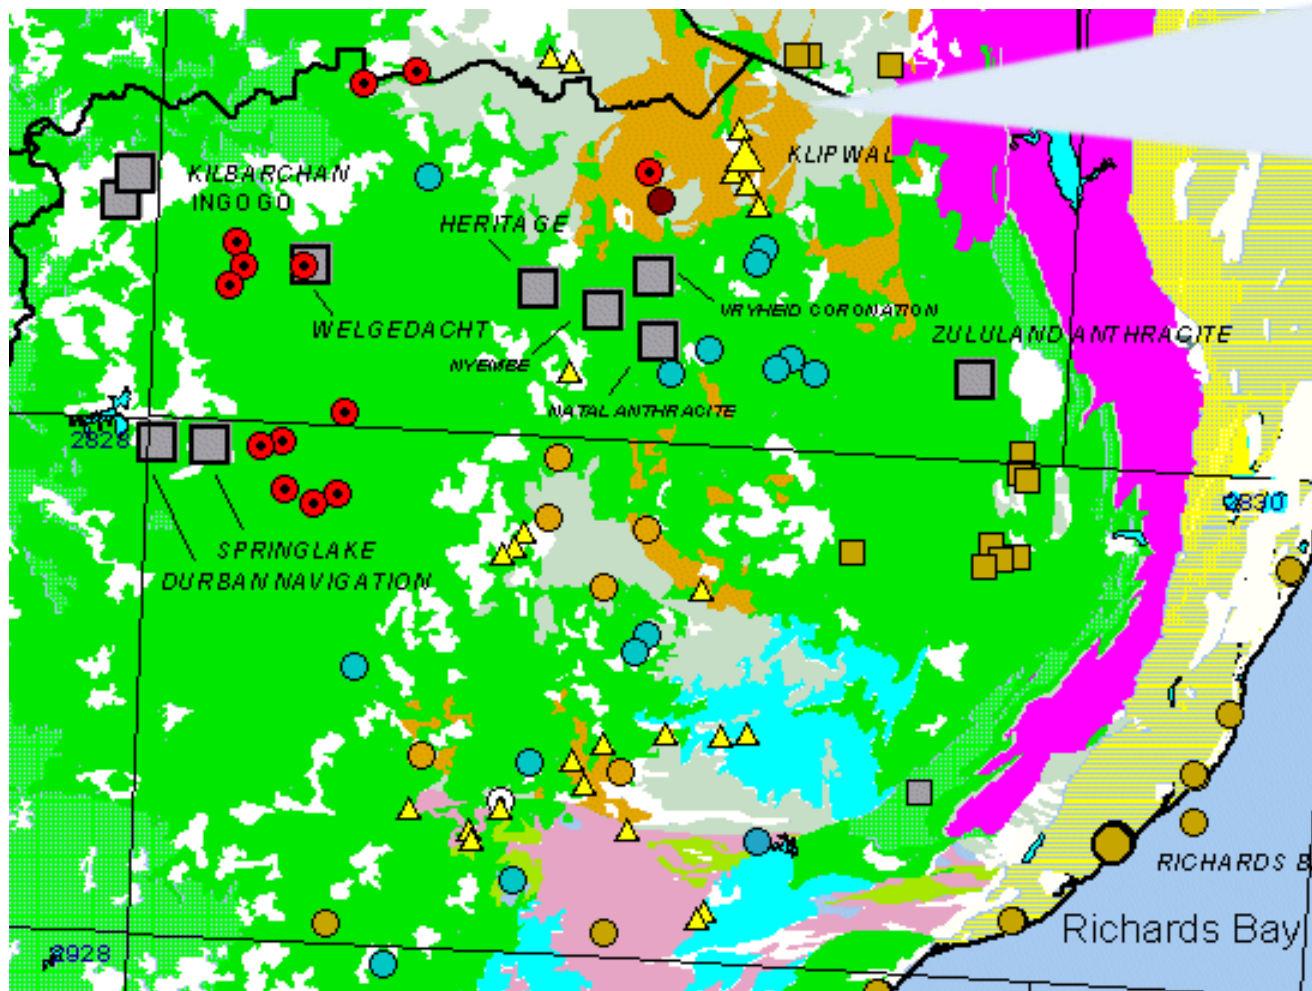 KLIPWAL
KILBARCHAN
INGOGO
HERITAGE
VRYHEID CORONATION
WELGEDACHT
ZULULAND ANTHRACITE
NYEMBE
NATAL ANTHRACITE
2828
2830
SPRINGLAKE
DURBAN NAVIGATION
RICHARDS B
Richards Bay
2928